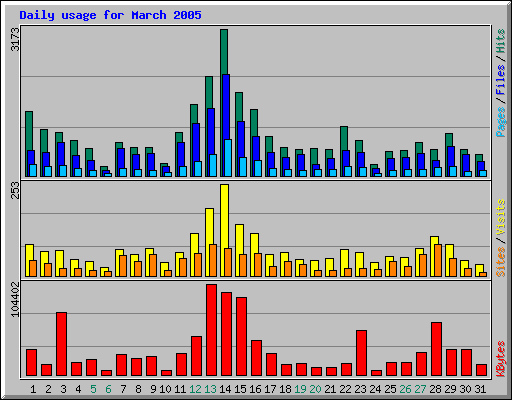 Daily usage for March 2005
3173
Pages / Files / Hits
253
Sites / Visits
104402
KBytes
1 2 3 4 5 6 7 8 9 10 11 12 13 14 15 16 17 18 19 20 21 22 23 24 25 26 27 28 29 30 31